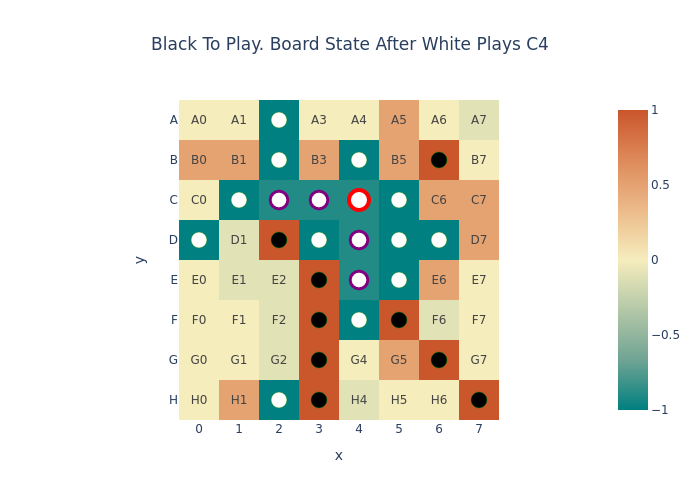 Black To Play. Board State After White Plays C4
A A0 A1 A3 A4 A5 A6 A7
B B0 B1 B3 B5 B7
C C0 C6 C7
D D1 D7
E E0 E1 E2 E6 E7
F F0 F1 F2 F6 F7
G G0 G1 G2 G4 G5 G7
H H0 H1 H4 H5 H6
0 1 2 3 4 5 6 7
x
y
1
0.5
0
−0.5
−1